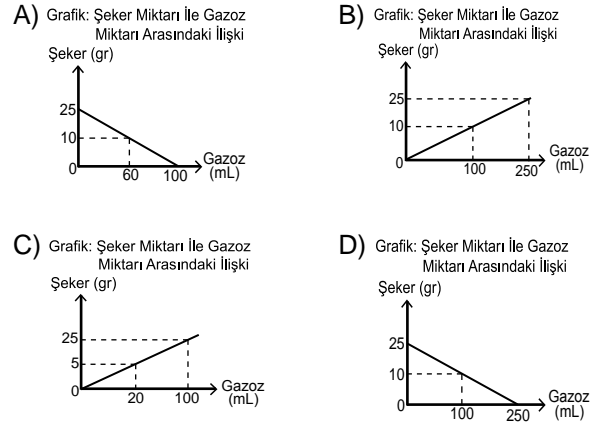 A) Grafik: Şeker Miktarı İle Gazoz
Miktarı Arasındaki İlişki
Şeker (gr)
25
10
0
60
100
Gazoz
(mL)
B) Grafik: Şeker Miktarı İle Gazoz
Miktarı Arasındaki İlişki
Şeker (gr)
25
10
0
100
250
Gazoz
(mL)
C) Grafik: Şeker Miktarı İle Gazoz
Miktarı Arasındaki İlişki
Şeker (gr)
25
5
0
20
100
Gazoz
(mL)
D) Grafik: Şeker Miktarı İle Gazoz
Miktarı Arasındaki İlişki
Şeker (gr)
25
10
0
100
250
Gazoz
(mL)